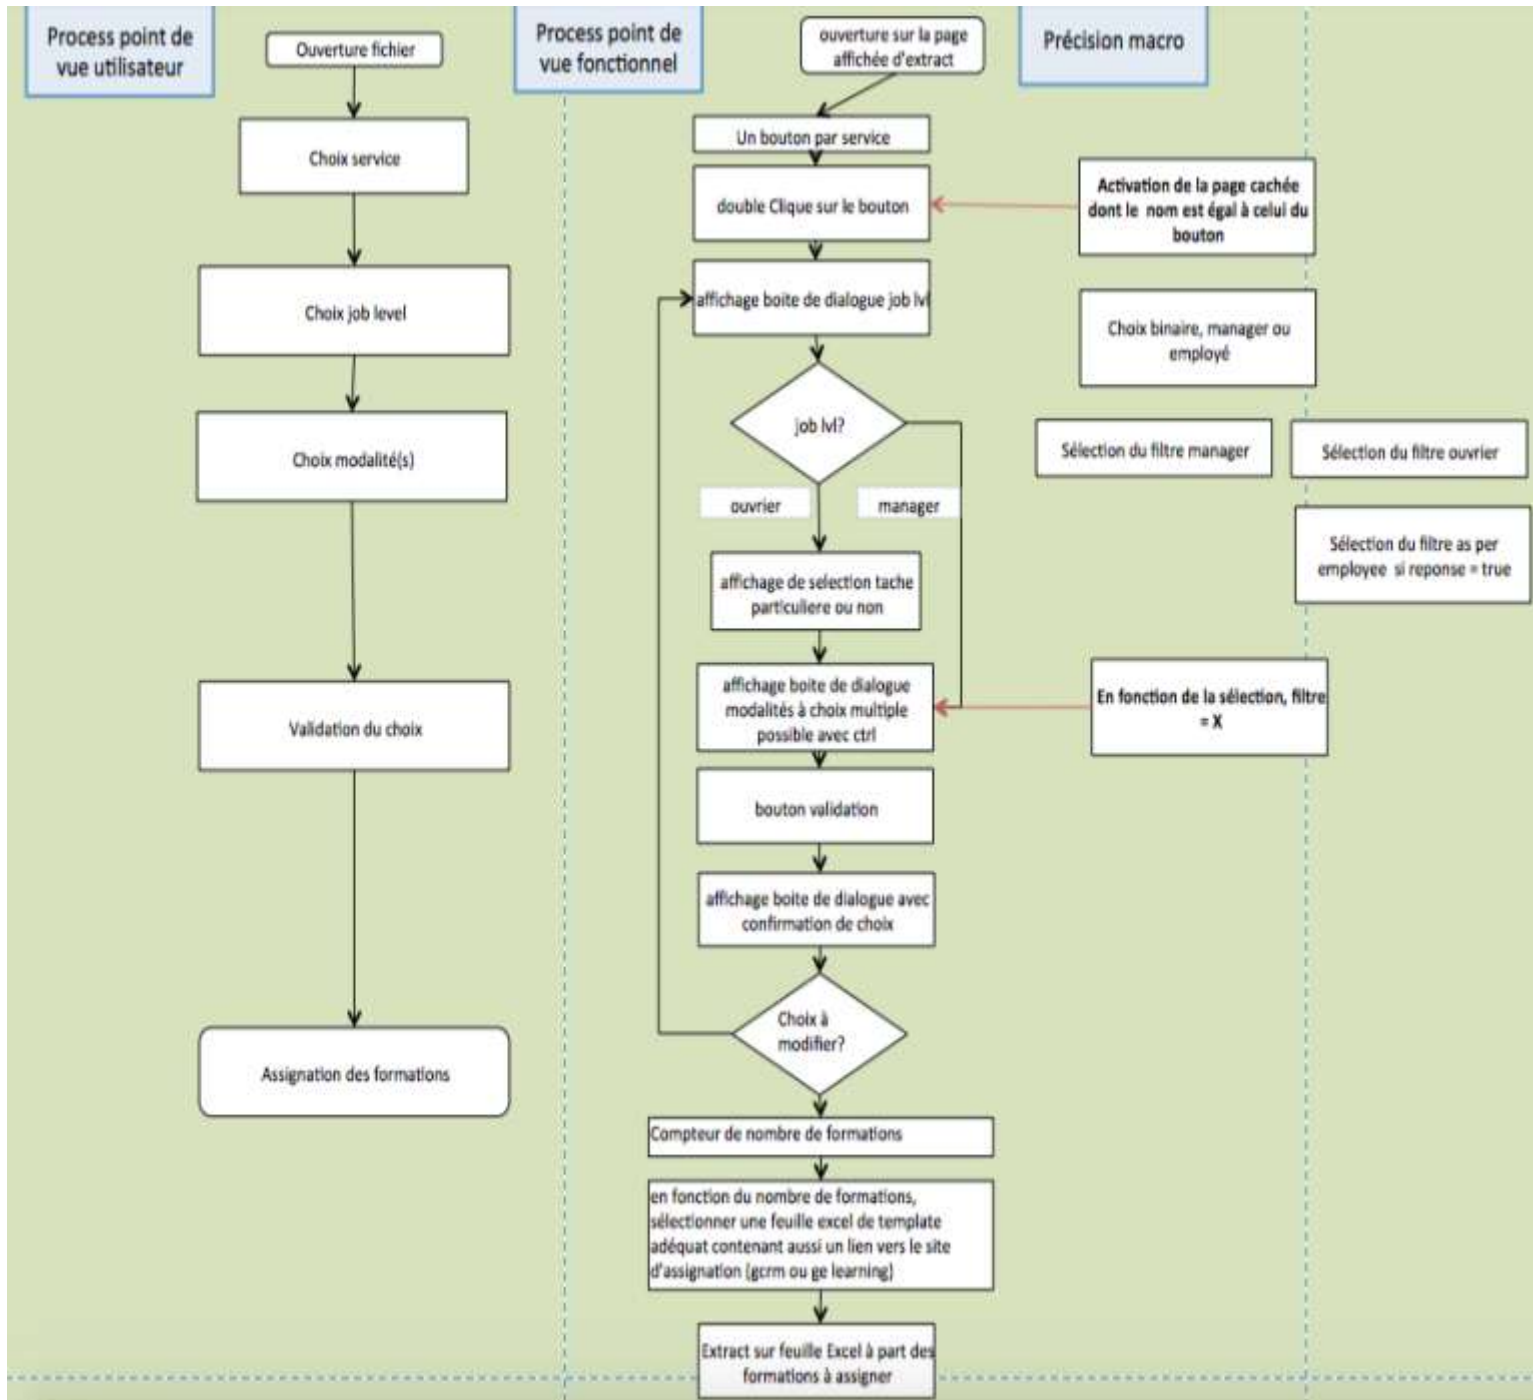 Process point de
vue utilisateur
Ouverture fichier
Choix service
Choix job level
Choix modalité(s)
Validation du choix
Assignation des formations
Process point de
vue fonctionnel
ouverture sur la page
affichée d'extract
Un bouton par service
double Clique sur le bouton
affichage boite de dialogue job lvl
job lvl?
ouvrier
manager
affichage de selection tache
particuliere ou non
affichage boite de dialogue
modalités à choix multiple
possible avec ctrl
bouton validation
affichage boite de dialogue avec
confirmation de choix
Choix à
modifier?
Compteur de nombre de formations
en fonction du nombre de formations,
sélectionner une feuille excel de template
adéquat contenant aussi un lien vers le site
d'assignation (gcrm ou ge learning)
Extract sur feuille Excel à part des
formations à assigner
Précision macro
Activation de la page cachée
dont le nom est égal à celui du
bouton
Choix binaire, manager ou
employé
Sélection du filtre manager
Sélection du filtre ouvrier
Sélection du filtre as per
employee si reponse = true
En fonction de la sélection, filtre
= X